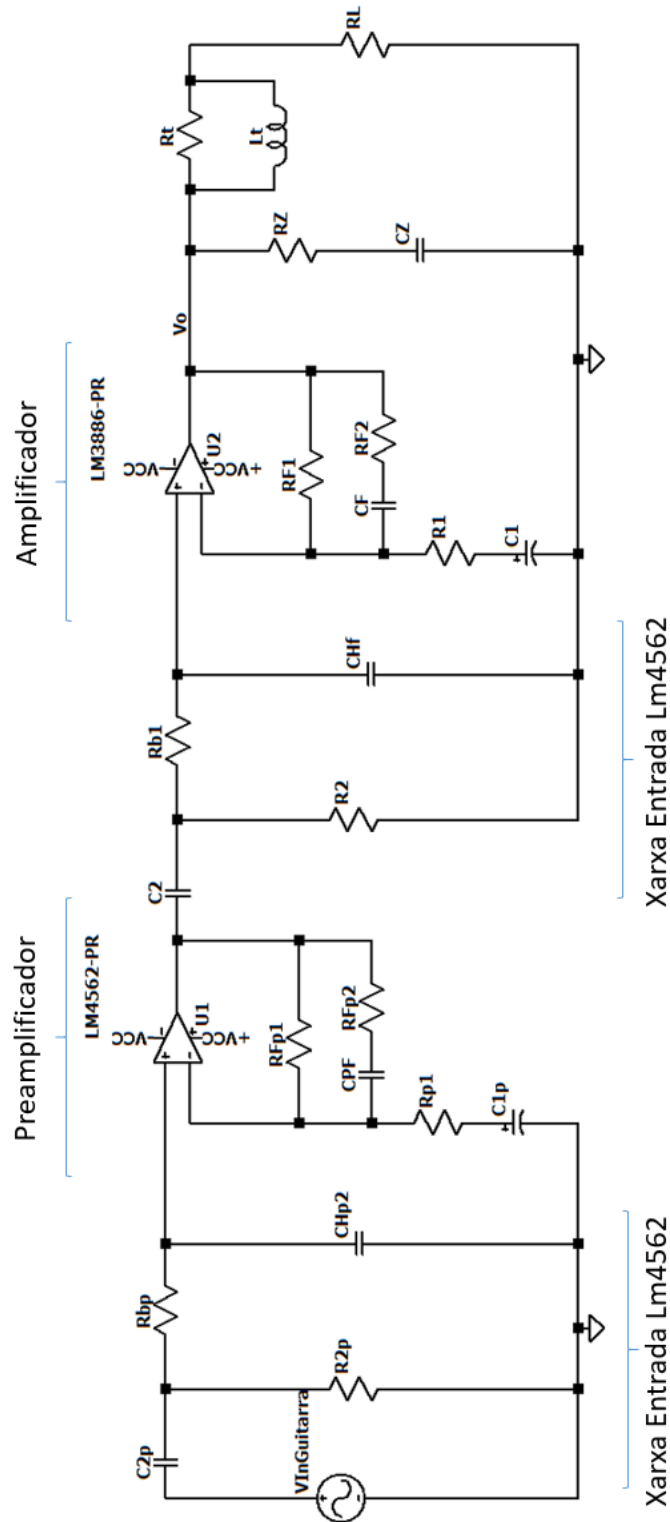 Preamplificador
Amplificador
LM4562-PR
LM3886-PR
-VCC
+VCC
U1
-VCC
+VCC
U2
Vo
C2p
Rbp
VInGuitarra
R2p
CHp2
RFp1
CPF
RFp2
Rp1
C1p
C2
Rb1
R2
CHf
RF1
CF
RF2
R1
C1
RZ
CZ
Rt
Lt
RL
Xarxa Entrada Lm4562
Xarxa Entrada Lm4562